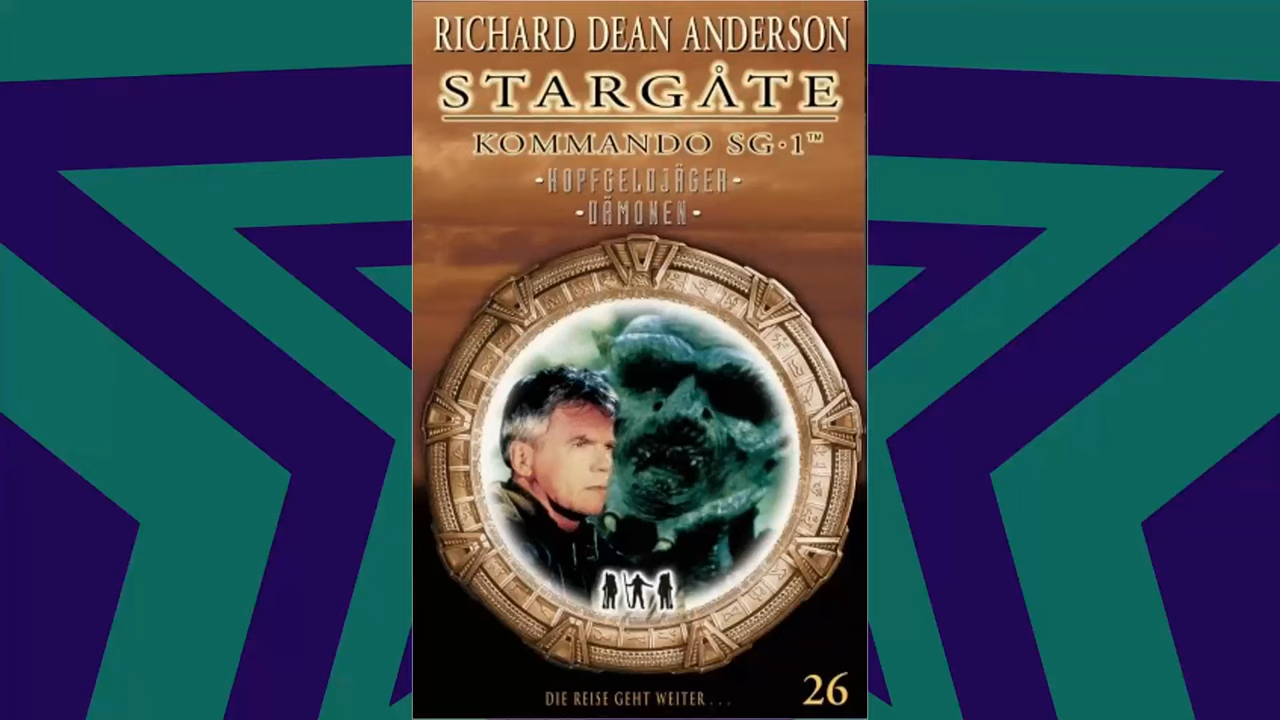 RICHARD DEAN ANDERSON
STARGÅTE
KOMMANDO SG·1™
·KOPFGELDJÄGER·
·DÄMONEN·
DIE REISE GEHT WEITER...
26